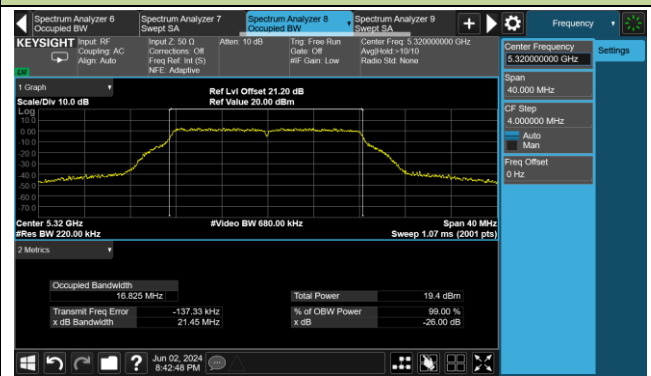 Spectrum Analyzer 6
Occupied BW
Spectrum Analyzer 7
Swept SA
Spectrum Analyzer 8
Occupied BW
Spectrum Analyzer 9
Swept SA
Frequency
KEYSIGHT
Input: RF
Coupling: AC
Align: Auto
Input Z: 50 Ω
Corrections: Off
Freq Ref: Int (S)
NFE: Adaptive
Atten: 10 dB
Trig: Free Run
Gate: Off
#IF Gain: Low
Center Freq: 5.320000000 GHz
Avg|Hold:>10/10
Radio Std: None
Center Frequency
5.320000000 GHz
Settings
Span
40.000 MHz
CF Step
4.000000 MHz
Auto
Man
Freq Offset
0 Hz
1 Graph
Scale/Div 10.0 dB
Ref Lvl Offset 21.20 dB
Ref Value 20.00 dBm
Log
10.0
0.00
-10.0
-20.0
-30.0
-40.0
-50.0
-60.0
-70.0
Center 5.32 GHz
#Res BW 220.00 kHz
#Video BW 680.00 kHz
Span 40 MHz
Sweep 1.07 ms (2001 pts)
2 Metrics
Occupied Bandwidth
16.825 MHz
Total Power 19.4 dBm
Transmit Freq Error -137.33 kHz
% of OBW Power 99.00 %
x dB Bandwidth 21.45 MHz
x dB -26.00 dB
Jun 02, 2024
8:42:48 PM